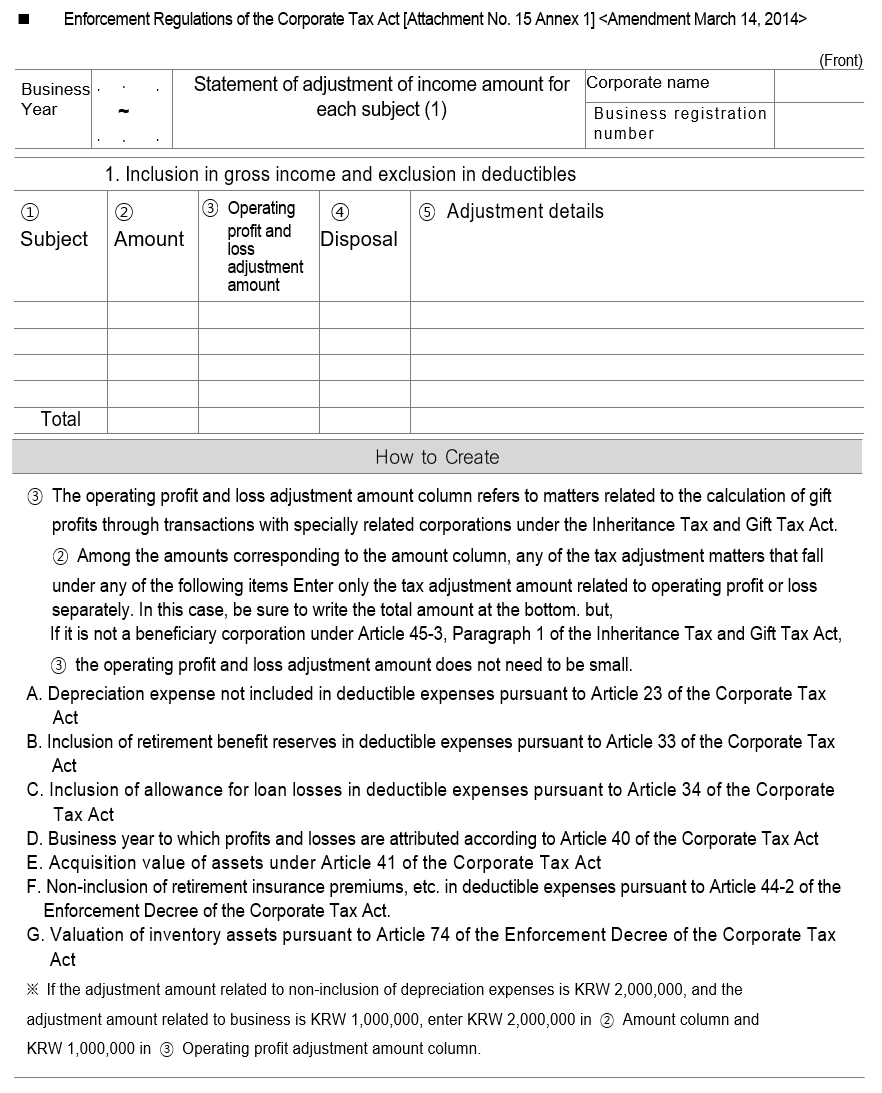 ■ Enforcement Regulations of the Corporate Tax Act [Attachment No. 15 Annex 1] <Amendment March 14, 2014>
(Front)
Business Year
. . .
~
. . .
Statement of adjustment of income amount for
each subject (1)
Corporate name
Business registration
number
1. Inclusion in gross income and exclusion in deductibles
① Subject
② Amount
③ Operating
profit and
loss
adjustment
amount
④ Disposal
⑤ Adjustment details
Total
How to Create
③ The operating profit and loss adjustment amount column refers to matters related to the calculation of gift
profits through transactions with specially related corporations under the Inheritance Tax and Gift Tax Act.
② Among the amounts corresponding to the amount column, any of the tax adjustment matters that fall
under any of the following items Enter only the tax adjustment amount related to operating profit or loss
separately. In this case, be sure to write the total amount at the bottom. but,
If it is not a beneficiary corporation under Article 45-3, Paragraph 1 of the Inheritance Tax and Gift Tax Act,
③ the operating profit and loss adjustment amount does not need to be small.
A. Depreciation expense not included in deductible expenses pursuant to Article 23 of the Corporate Tax
Act
B. Inclusion of retirement benefit reserves in deductible expenses pursuant to Article 33 of the Corporate Tax
Act
C. Inclusion of allowance for loan losses in deductible expenses pursuant to Article 34 of the Corporate
Tax Act
D. Business year to which profits and losses are attributed according to Article 40 of the Corporate Tax Act
E. Acquisition value of assets under Article 41 of the Corporate Tax Act
F. Non-inclusion of retirement insurance premiums, etc. in deductible expenses pursuant to Article 44-2 of the
Enforcement Decree of the Corporate Tax Act.
G. Valuation of inventory assets pursuant to Article 74 of the Enforcement Decree of the Corporate Tax
Act
※ If the adjustment amount related to non-inclusion of depreciation expenses is KRW 2,000,000, and the
adjustment amount related to business is KRW 1,000,000, enter KRW 2,000,000 in ② Amount column and
KRW 1,000,000 in ③ Operating profit adjustment amount column.